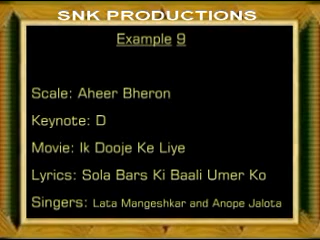 SNK PRODUCTIONS
Example 9
Scale: Aheer Bheron
Keynote: D
Movie: Ik Dooje Ke Liye
Lyrics: Sola Bars Ki Baali Umer Ko
Singers: Lata Mangeshkar and Anope Jalota